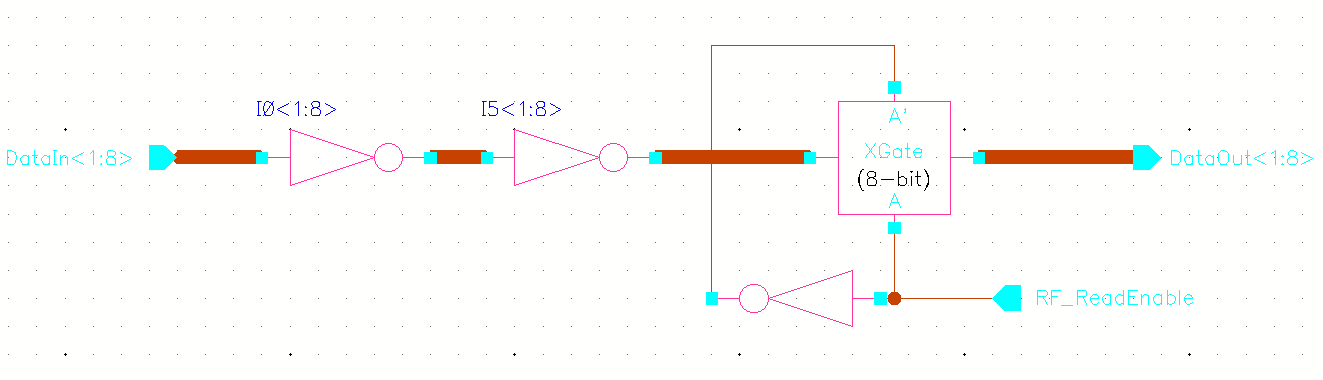 I0<1:8>
I5<1:8>
A'
DataIn<1:8>
XGate
DataOut<1:8>
(8-bit)
A
RF_ReadEnable